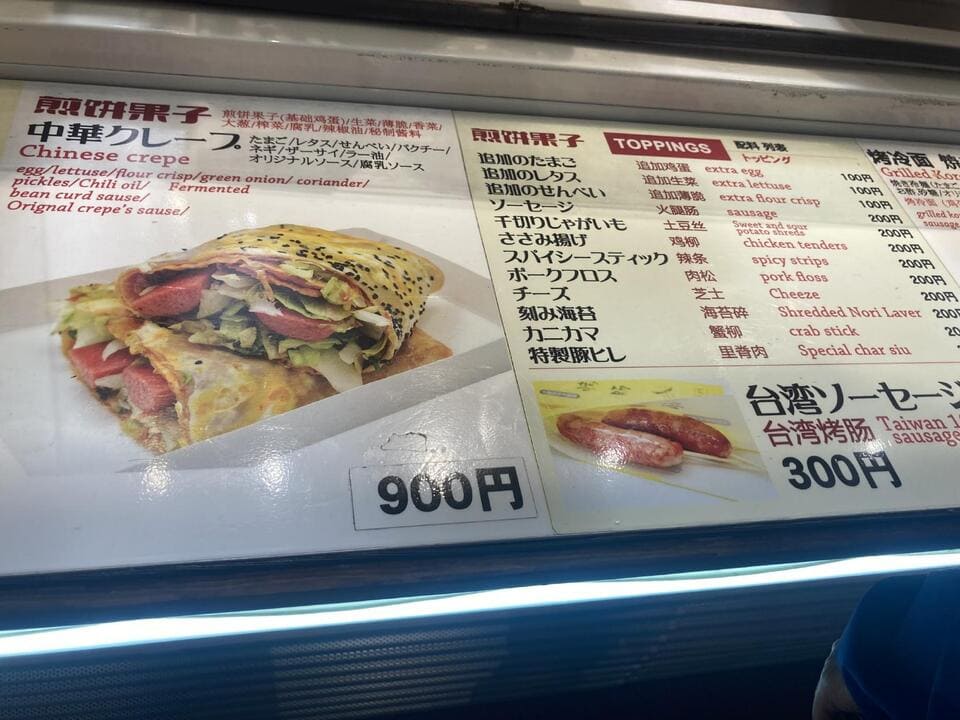 煎饼果子
煎饼果子(基础鸡蛋)/生菜/薄脆/香菜/
大葱/榨菜/腐乳/辣椒油/秘制酱料
中華クレープ
たまご/レタス/せんべい/パクチー/
ネギ/ザーサイ/ラー油/
オリジナルソース/腐乳ソース
Chinese crepe
egg/lettuce/flour crisp/green onion/ coriander/
pickles/Chili oil/ Fermented
bean curd sause/
Orignal crepe's sause/
900円
煎饼果子 TOPPINGS 配料 列表
トッピング
追加のたまご 追加鸡蛋 extra egg 100円
追加のレタス 追加生菜 extra lettuse 100円
追加のせんべい 追加薄脆 extra flour crisp 100円
ソーセージ 火腿肠 sausage 200円
千切りじゃがいも 土豆丝 Sweet and sour potato shreds 200円
ささみ揚げ 鸡柳 chicken tenders 200円
スパイシースティック 辣条 spicy strips 200円
ポークフロス 肉松 pork floss 200円
チーズ 芝士 Cheeze 200円
刻み海苔 海苔碎 Shredded Nori Laver
カニカマ 蟹柳 crab stick
特製豚ヒレ 里脊肉 Special char siu
台湾ソーセージ
台湾烤肠 Taiwan
sausage
300円
烤冷面
Grilled